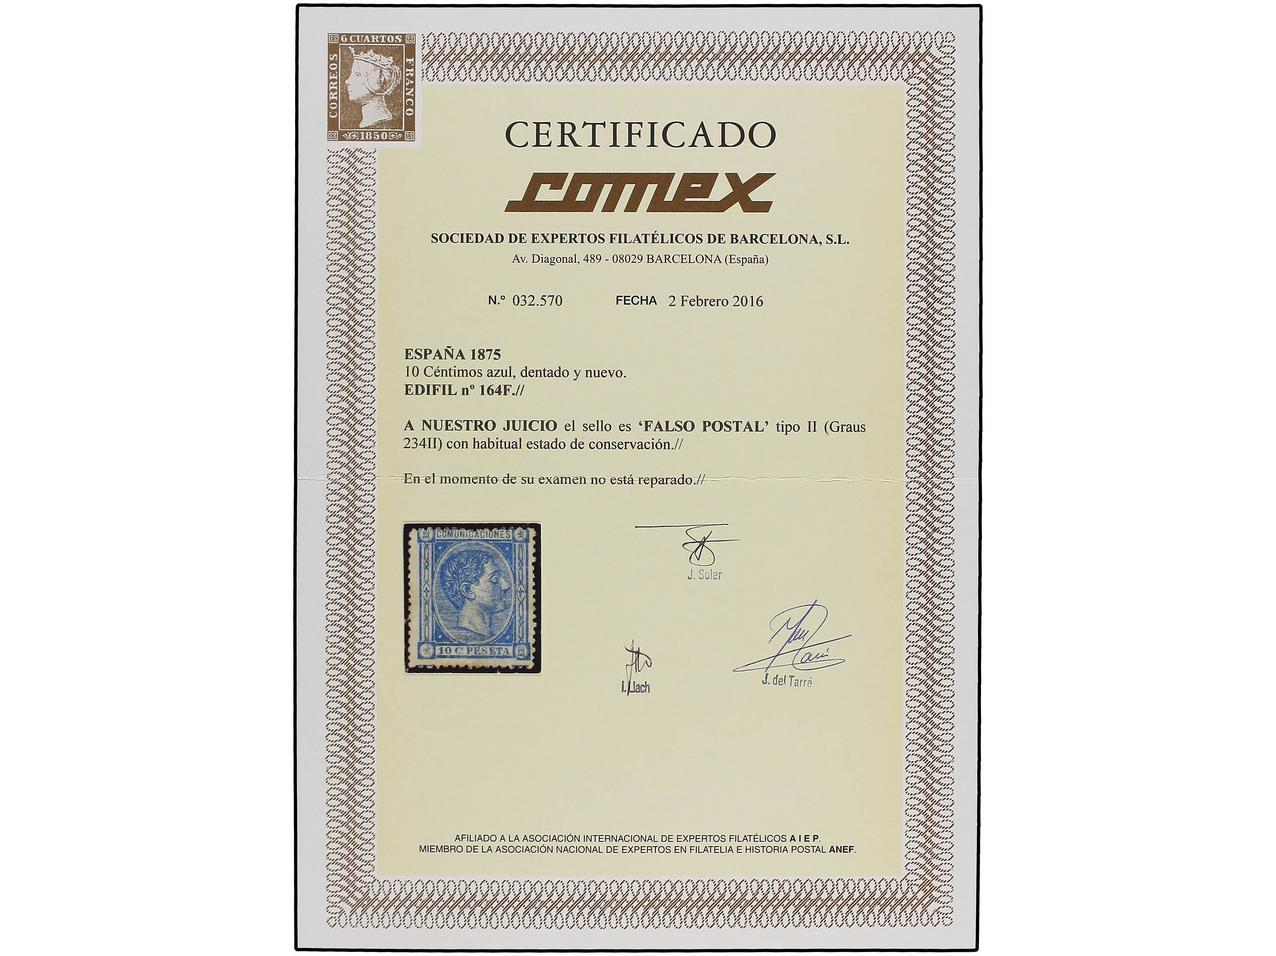 6 CUARTOS
CORREOS
FRANCO
1850
CERTIFICADO
comex
SOCIEDAD DE EXPERTOS FILATÉLICOS DE BARCELONA, S.L.
Av. Diagonal, 489 - 08029 BARCELONA (España)
N.º 032.570 FECHA 2 Febrero 2016
ESPAÑA 1875
10 Céntimos azul, dentado y nuevo.
EDIFIL nº 164F.//
A NUESTRO JUICIO el sello es ‘FALSO POSTAL’ tipo II (Graus
234II) con habitual estado de conservación.//
En el momento de su examen no está reparado.//
COMUNICACIONES
10 Cs PESETA
J. Soler
I. Llach
J. del Tarré
AFILIADO A LA ASOCIACIÓN INTERNACIONAL DE EXPERTOS FILATÉLICOS A I E P.
MIEMBRO DE LA ASOCIACIÓN NACIONAL DE EXPERTOS EN FILATELIA E HISTORIA POSTAL ANEF.